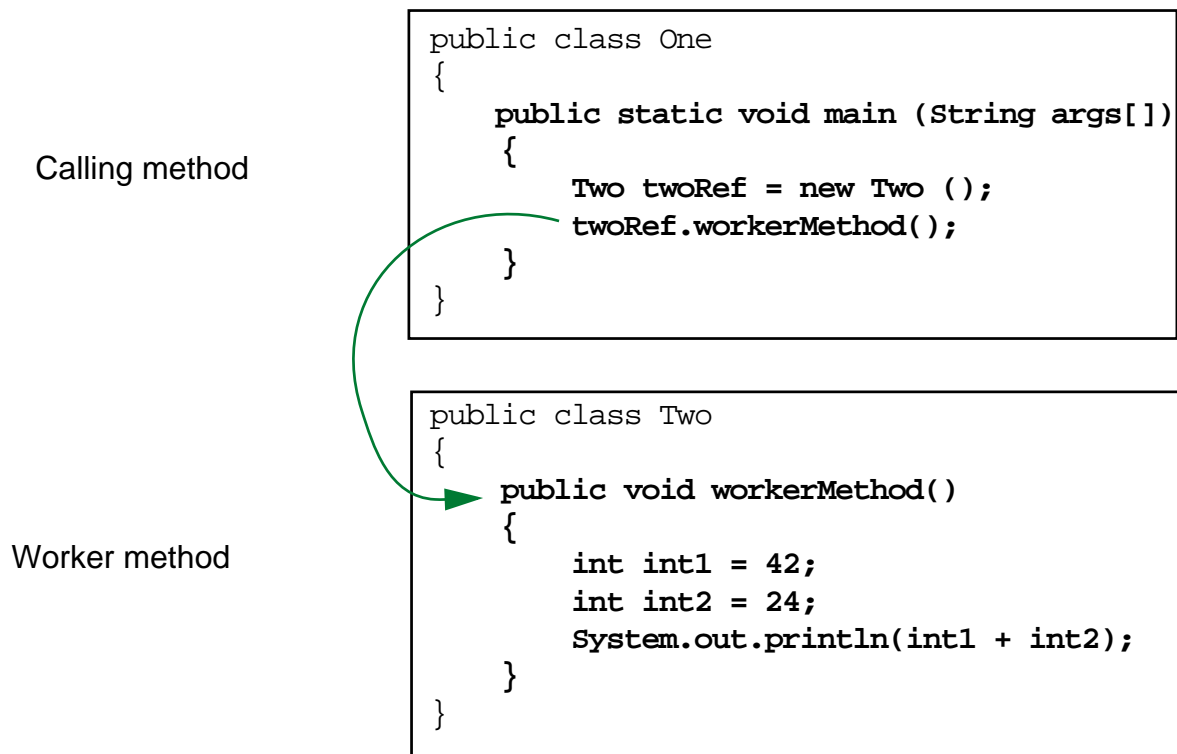 public class One
{
public static void main (String args[])
Calling method
{
Two twoRef = new Two ();
twoRef.workerMethod();
}
}
public class Two
{
public void workerMethod()
{
Worker method
int int1 = 42;
int int2 = 24;
System.out.println(int1 + int2);
}
}